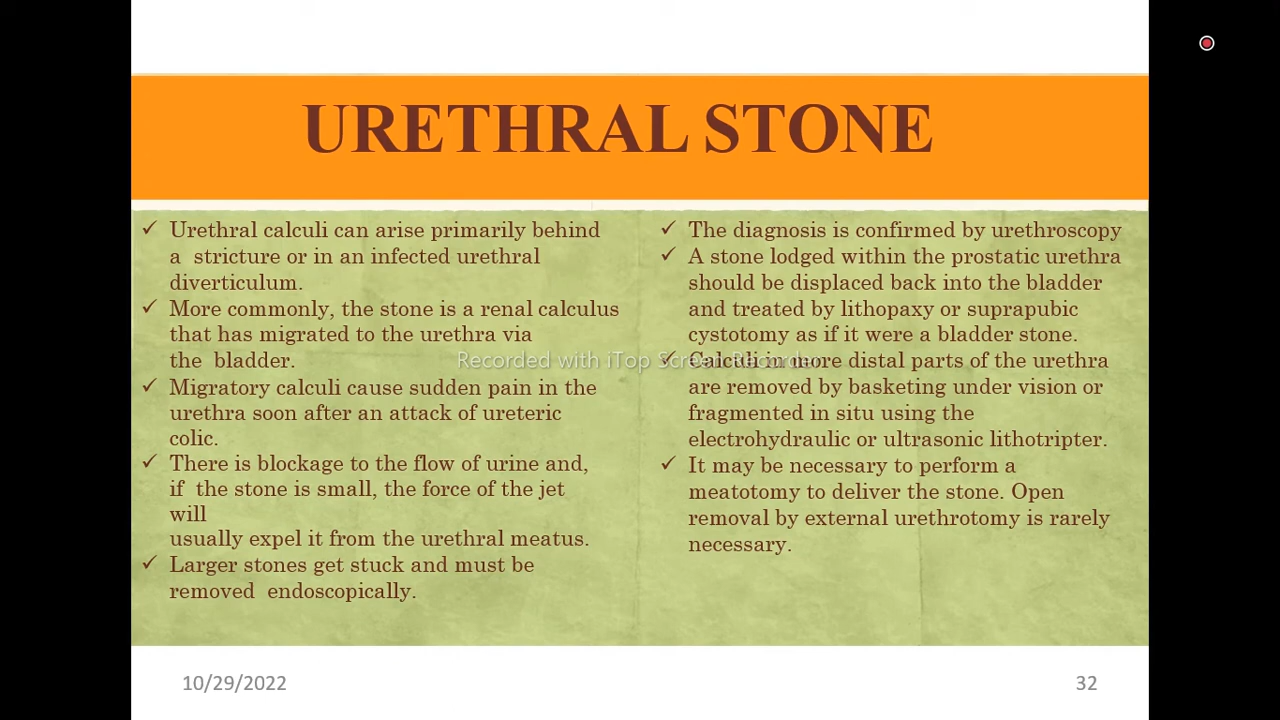 URETHRAL STONE
✓ Urethral calculi can arise primarily behind
a stricture or in an infected urethral
diverticulum.
✓ More commonly, the stone is a renal calculus
that has migrated to the urethra via
the bladder.
✓ Migratory calculi cause sudden pain in the
urethra soon after an attack of ureteric
colic.
✓ There is blockage to the flow of urine and,
if the stone is small, the force of the jet
will
usually expel it from the urethral meatus.
✓ Larger stones get stuck and must be
removed endoscopically.
✓ The diagnosis is confirmed by urethroscopy
✓ A stone lodged within the prostatic urethra
should be displaced back into the bladder
and treated by lithopaxy or suprapubic
cystotomy as if it were a bladder stone.
✓ Calculi in more distal parts of the urethra
are removed by basketing under vision or
fragmented in situ using the
electrohydraulic or ultrasonic lithotripter.
✓ It may be necessary to perform a
meatotomy to deliver the stone. Open
removal by external urethrotomy is rarely
necessary.
Recorded with iTop Screen Recorder
10/29/2022
32